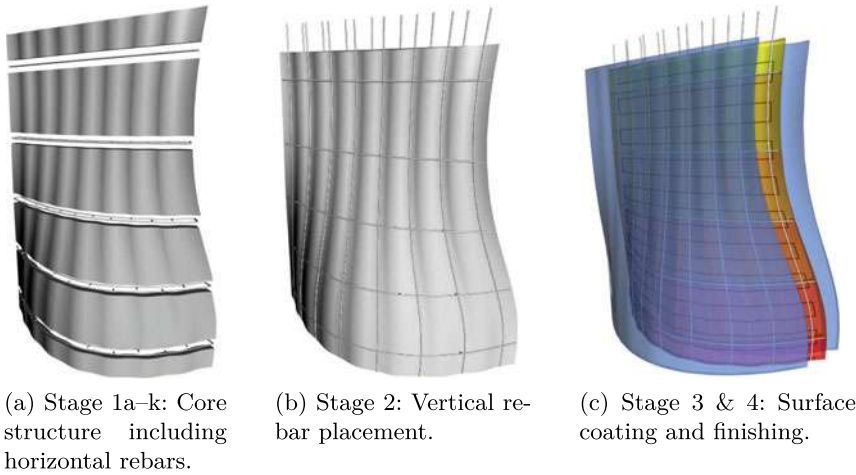 (a) Stage 1a–k: Core
structure including
horizontal rebars.
(b) Stage 2: Vertical re-
bar placement.
(c) Stage 3 & 4: Surface
coating and finishing.